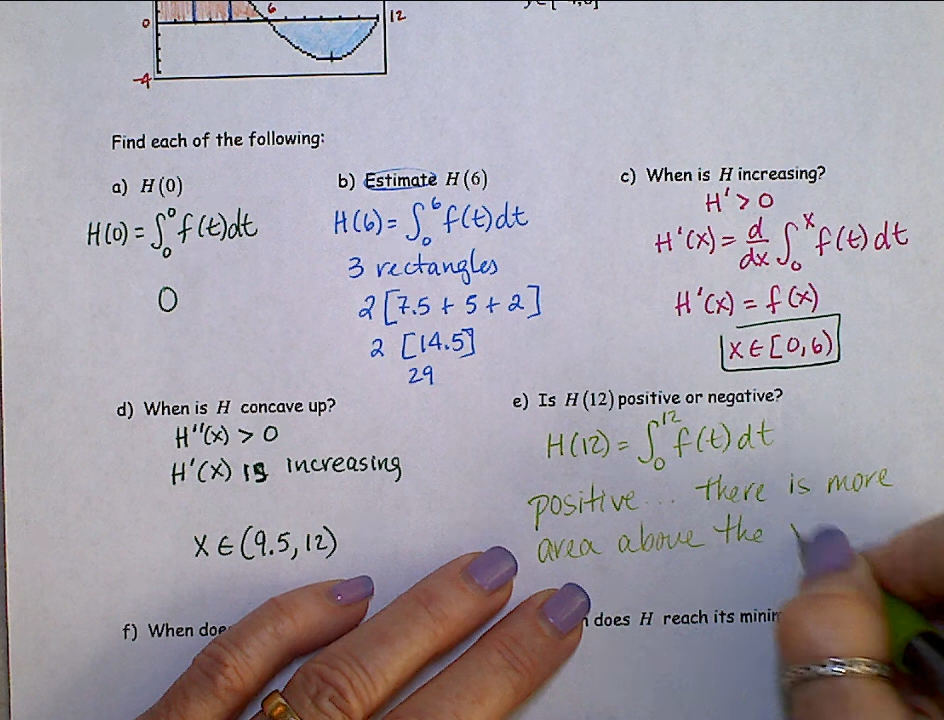 6
0
12
-4
Find each of the following:
a) H(0)
H(0) = ∫₀⁰ f(t)dt
0
b) Estimate H(6)
H(6) = ∫₀⁶ f(t)dt
3 rectangles
2[7.5 + 5 + 2]
2 [14.5]
29
c) When is H increasing?
H' > 0
H'(x) = d/dx ∫₀ˣ f(t)dt
H'(x) = f(x)
x ∈ [0,6)
d) When is H concave up?
H''(x) > 0
H'(x) is increasing
x ∈ (9.5, 12)
e) Is H(12) positive or negative?
H(12) = ∫₀¹² f(t)dt
positive... there is more
area above the
f) When
does H reach its